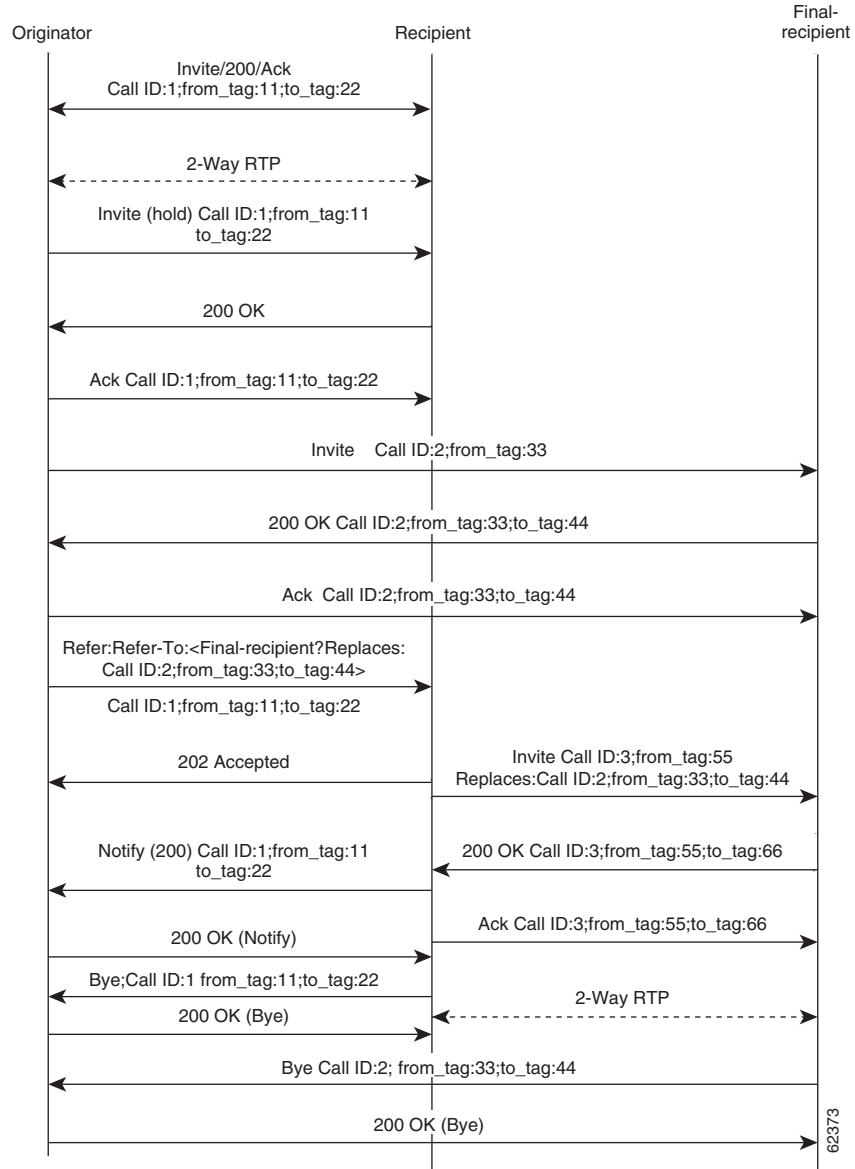 Originator
Recipient
Final-
recipient
Invite/200/Ack
Call ID:1;from_tag:11;to_tag:22
2-Way RTP
Invite (hold) Call ID:1;from_tag:11
to_tag:22
200 OK
Ack Call ID:1;from_tag:11;to_tag:22
Invite Call ID:2;from_tag:33
200 OK Call ID:2;from_tag:33;to_tag:44
Ack Call ID:2;from_tag:33;to_tag:44
Refer:Refer-To:<Final-recipient?Replaces:
Call ID:2;from_tag:33;to_tag:44>
Call ID:1;from_tag:11;to_tag:22
202 Accepted
Invite Call ID:3;from_tag:55
Replaces:Call ID:2;from_tag:33;to_tag:44
Notify (200) Call ID:1;from_tag:11
to_tag:22
200 OK Call ID:3;from_tag:55;to_tag:66
200 OK (Notify)
Ack Call ID:3;from_tag:55;to_tag:66
Bye;Call ID:1 from_tag:11;to_tag:22
2-Way RTP
200 OK (Bye)
Bye Call ID:2; from_tag:33;to_tag:44
200 OK (Bye)
62373